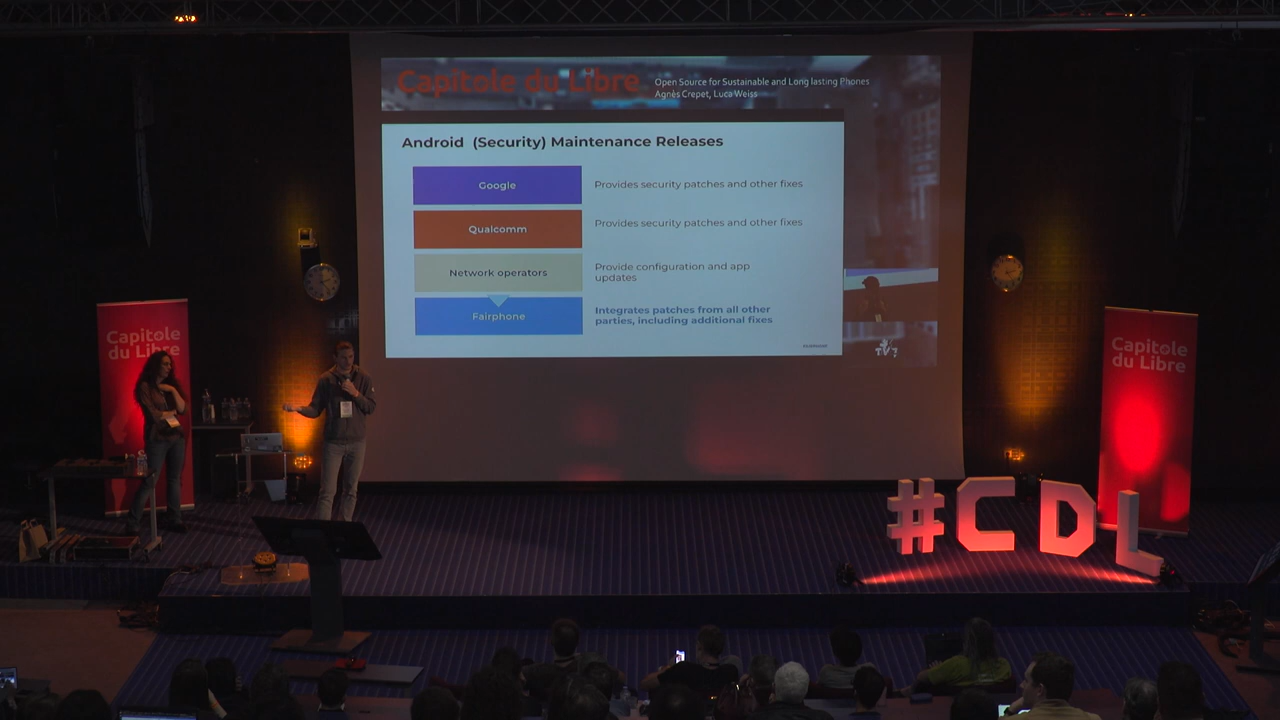 Capitole du Libre
Open Source for Sustainable and Long lasting Phones
Agnès Crepet, Luca Weiss
Android (Security) Maintenance Releases
Google
Provides security patches and other fixes
Qualcomm
Provides security patches and other fixes
Network operators
Provide configuration and app
updates
Fairphone
Integrates patches from all other
parties, including additional fixes
FAIRPHONE
Capitole
du Libre
Capitole
du Libre
#CDL